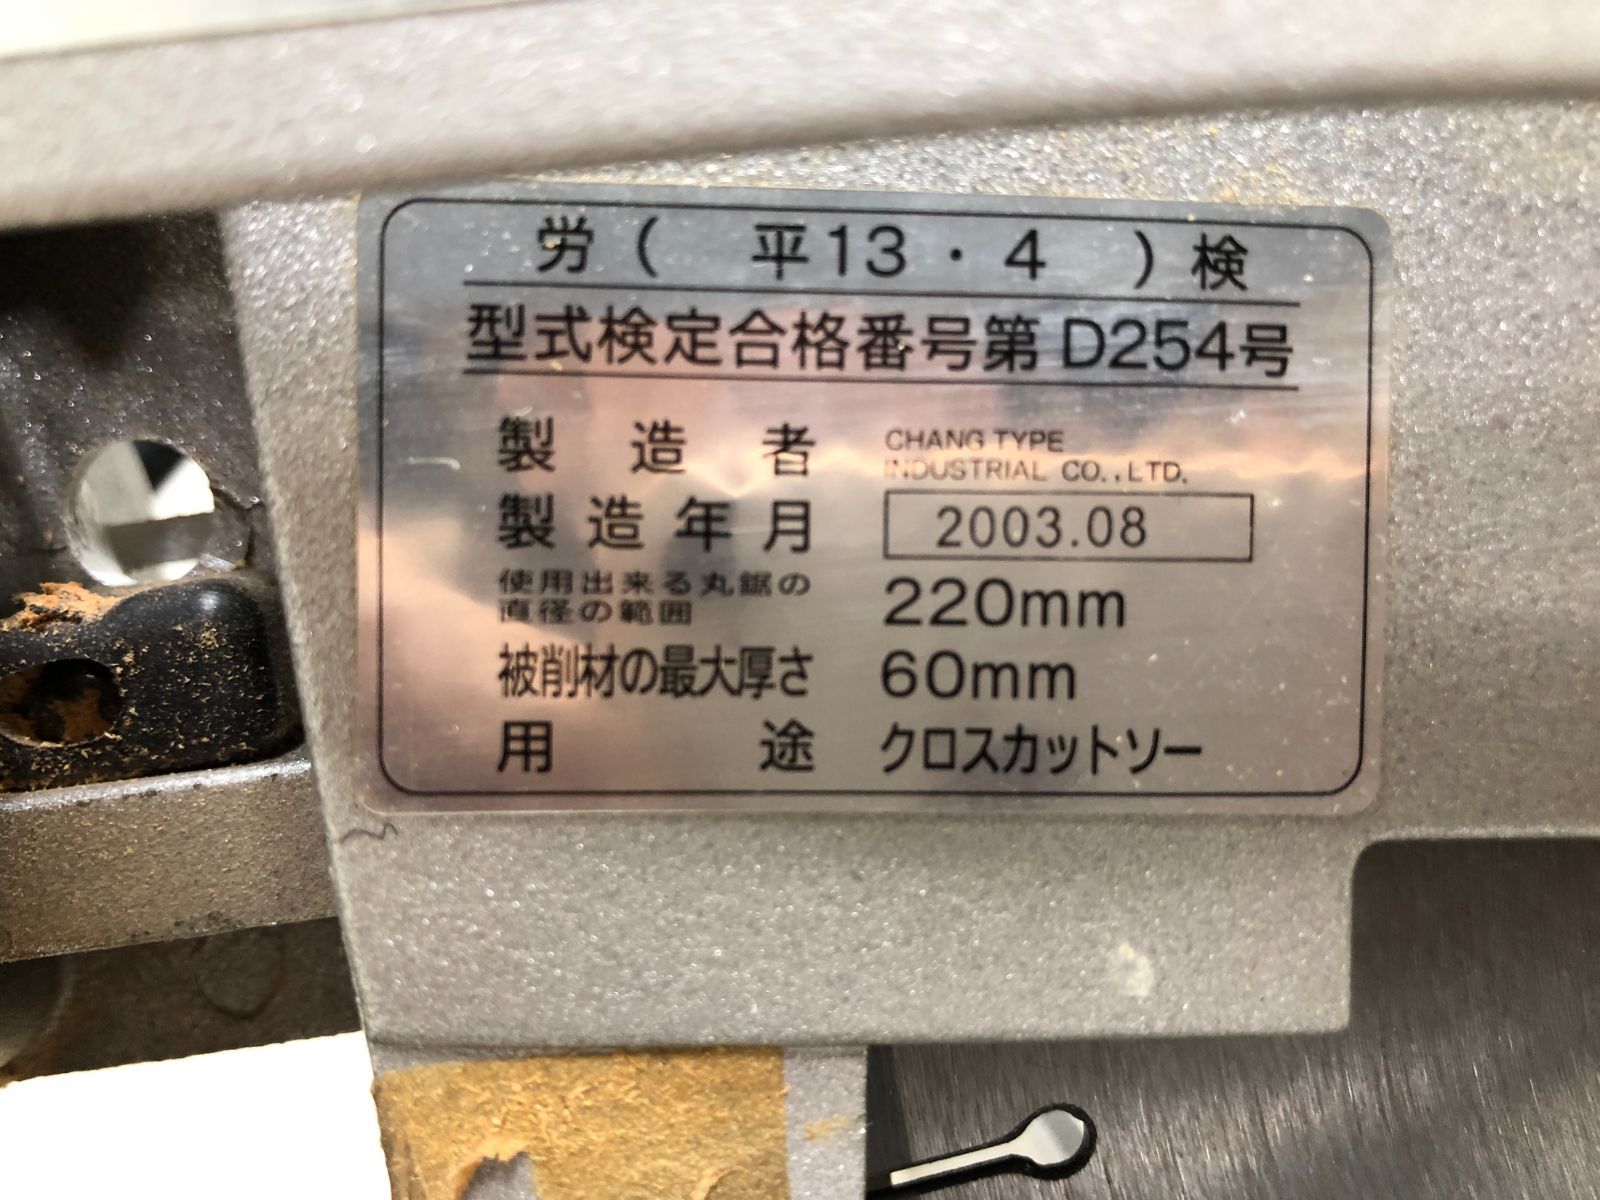 労（　平13・4　）検
型式検定合格番号第D254号
製造者 CHANG TYPE
INDUSTRIAL CO.,LTD.
製造年月 2003.08
使用出来る丸鋸の
直径の範囲 220mm
被削材の最大厚さ 60mm
用途 クロスカットソー